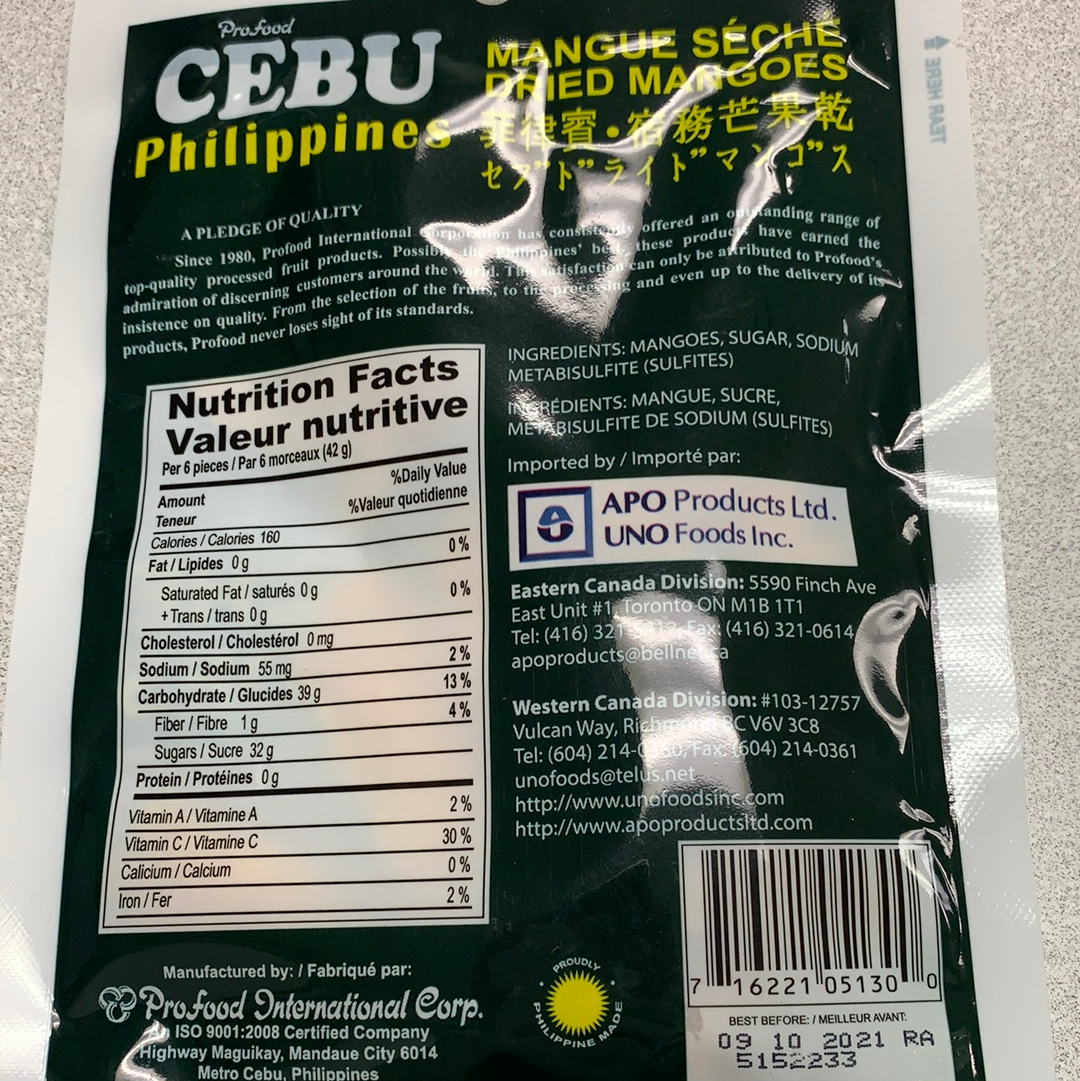 Profood
CEBU
Philippines
MANGUE SÉCHÉ
DRIED MANGOES
菲律賓・宿務芒果乾
セブドライドマンゴス
TEAR HERE
A PLEDGE OF QUALITY
Since 1980, Profood International Corporation has consistently offered an outstanding range of
top-quality processed fruit products. Possibly the Philippines' best, these products have earned the
admiration of discerning customers around the world. This satisfaction can only be attributed to Profood's
insistence on quality. From the selection of the fruits, to the processing and even up to the delivery of its
products, Profood never loses sight of its standards.
Nutrition Facts
Valeur nutritive
Per 6 pieces / Par 6 morceaux (42 g)
Amount %Daily Value
Teneur %Valeur quotidienne
Calories / Calories 160
Fat / Lipides 0 g 0 %
Saturated Fat / saturés 0 g 0 %
+ Trans / trans 0 g
Cholesterol / Cholestérol 0 mg
Sodium / Sodium 55 mg 2 %
Carbohydrate / Glucides 39 g 13 %
Fiber / Fibre 1 g 4 %
Sugars / Sucre 32 g
Protein / Protéines 0 g
Vitamin A / Vitamine A 2 %
Vitamin C / Vitamine C 30 %
Calicium / Calcium 0 %
Iron / Fer 2 %
INGREDIENTS: MANGOES, SUGAR, SODIUM
METABISULFITE (SULFITES)
INGRÉDIENTS: MANGUE, SUCRE,
METABISULFITE DE SODIUM (SULFITES)
Imported by / Importé par:
APO Products Ltd.
UNO Foods Inc.
Eastern Canada Division: 5590 Finch Ave
East Unit #1, Toronto ON M1B 1T1
Tel: (416) Fax: (416) 321-0614
apoproducts@bellnet.ca
Western Canada Division: #103-12757
Vulcan Way, Richmond BC V6V 3C8
Tel: (604) Fax: (604) 214-0361
unofoods@telus.net
http://www.unofoodsinc.com
http://www.apoproductsltd.com
Manufactured by: / Fabriqué par:
Profood International Corp.
An ISO 9001:2008 Certified Company
Highway Maguikay, Mandaue City 6014
Metro Cebu, Philippines
PROUDLY
PHILIPPINE MADE
7 16221 05130 0
BEST BEFORE: / MEILLEUR AVANT:
09 10 2021 RA
5152233